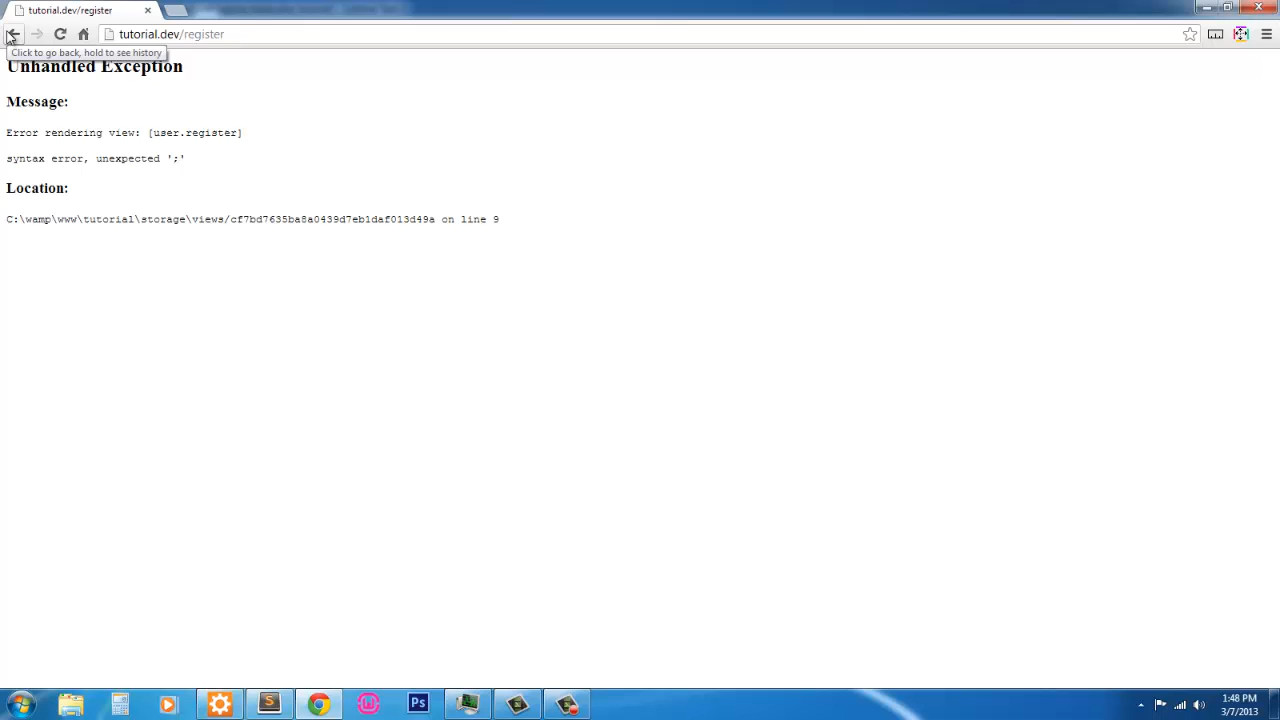 tutorial.dev/register
tutorial.dev/register
Click to go back, hold to see history
Unhandled Exception
Message:
Error rendering view: [user.register]
syntax error, unexpected ';'
Location:
C:\wamp\www\tutorial\storage\views/cf7bd7635ba8a0439d7eb1daf013d49a on line 9
Ps
1:48 PM
3/7/2013